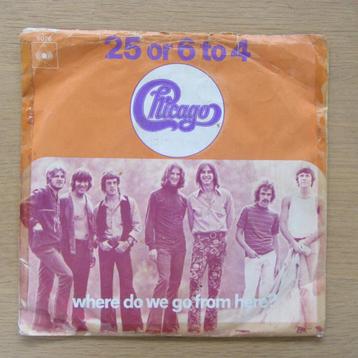 25 or 6 to 4
Chicago
where do we go from here?